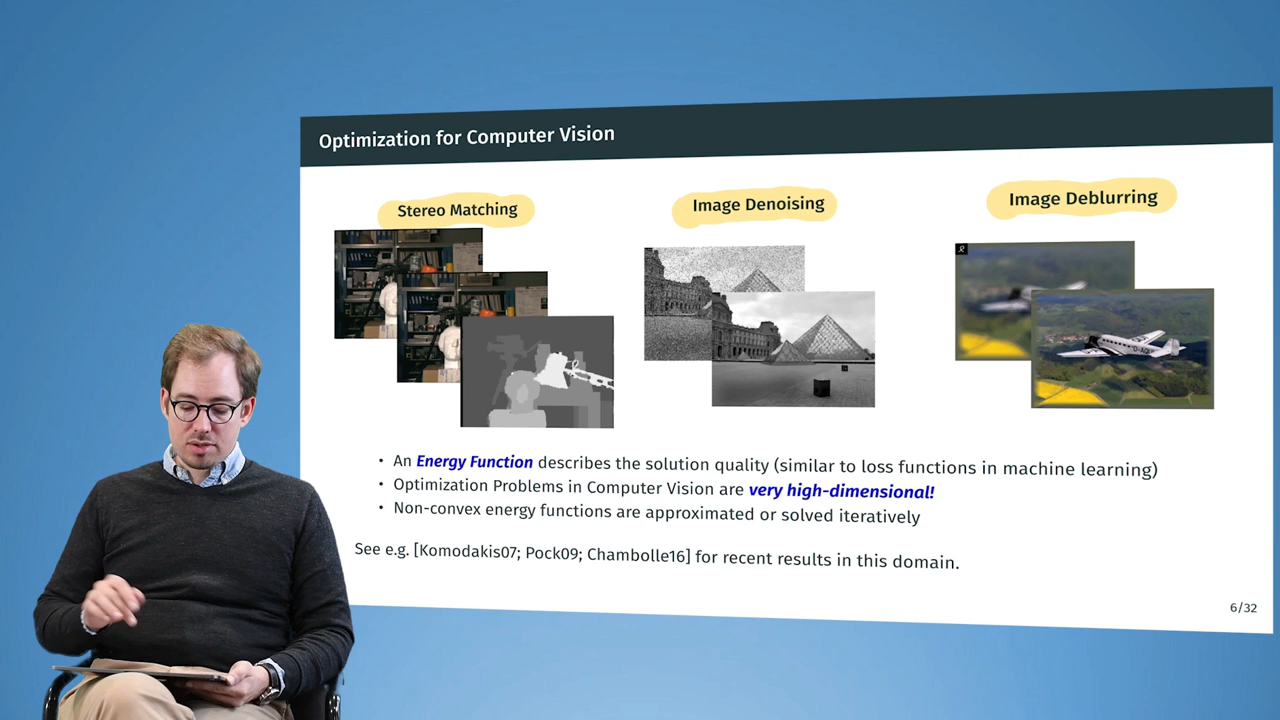 Optimization for Computer Vision
Stereo Matching
Image Denoising
Image Deblurring
• An Energy Function describes the solution quality (similar to loss functions in machine learning)
• Optimization Problems in Computer Vision are very high-dimensional!
• Non-convex energy functions are approximated or solved iteratively
See e.g. [Komodakis07; Pock09; Chambolle16] for recent results in this domain.
6/32